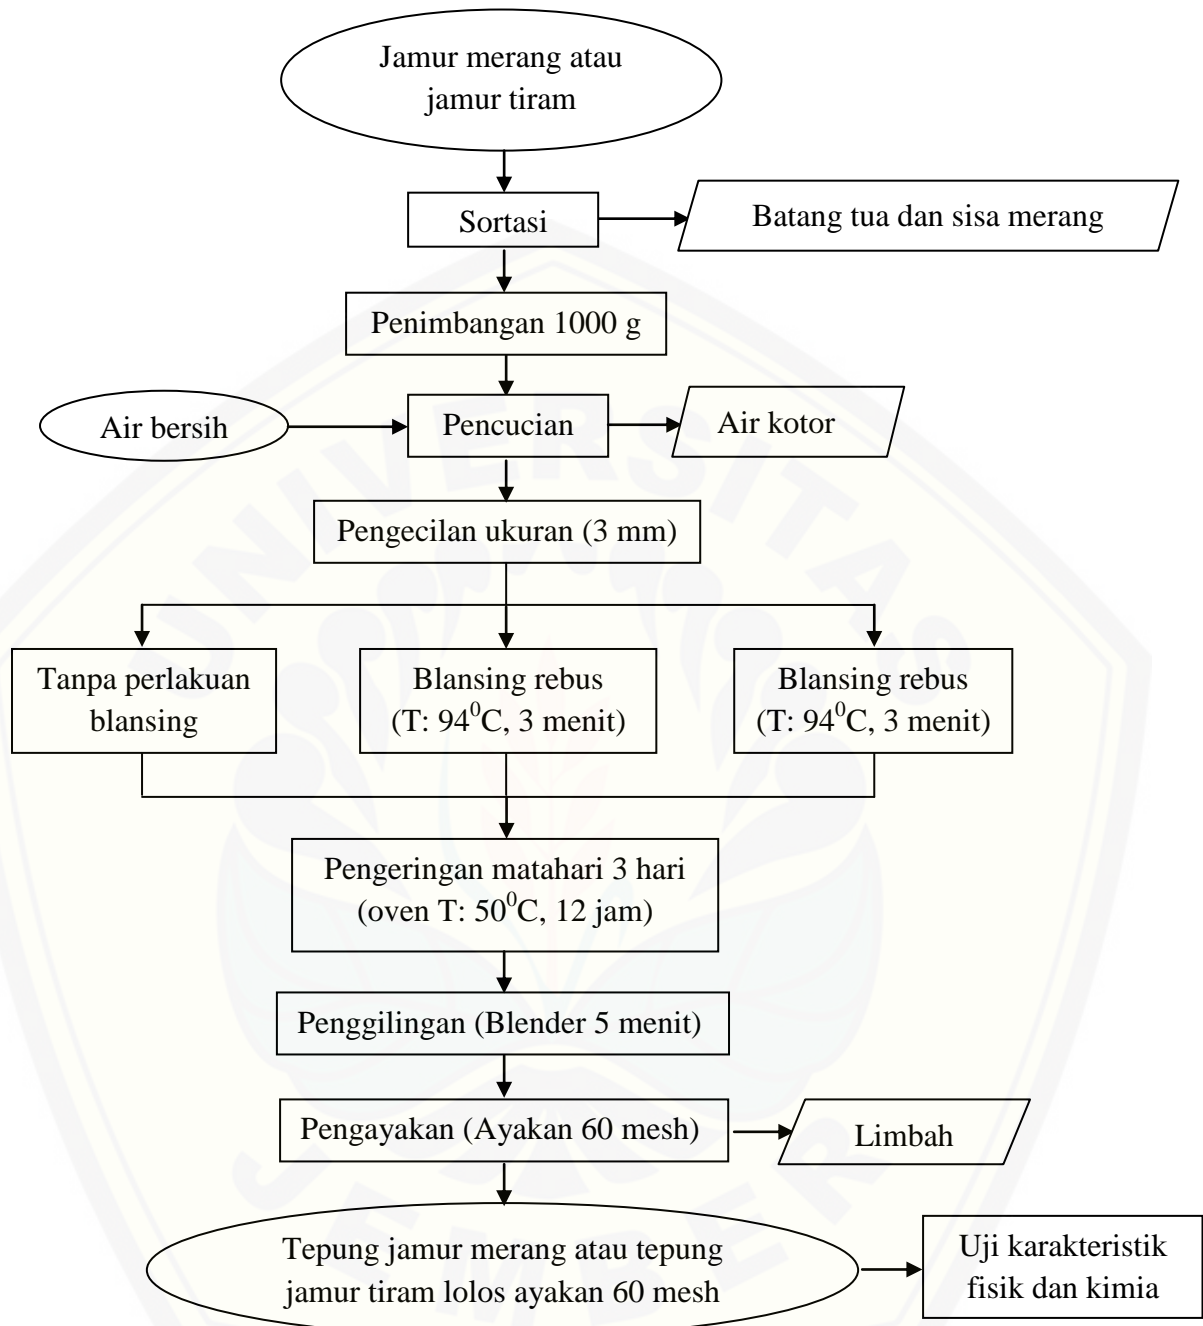 Jamur merang atau
jamur tiram
Sortasi
Batang tua dan sisa merang
Penimbangan 1000 g
Air bersih
Pencucian
Air kotor
Pengecilan ukuran (3 mm)
Tanpa perlakuan
blansing
Blansing rebus
(T: 94⁰C, 3 menit)
Blansing rebus
(T: 94⁰C, 3 menit)
Pengeringan matahari 3 hari
(oven T: 50⁰C, 12 jam)
Penggilingan (Blender 5 menit)
Pengayakan (Ayakan 60 mesh)
Limbah
Tepung jamur merang atau tepung
jamur tiram lolos ayakan 60 mesh
Uji karakteristik
fisik dan kimia
UNIVERSITAS
JEMBER